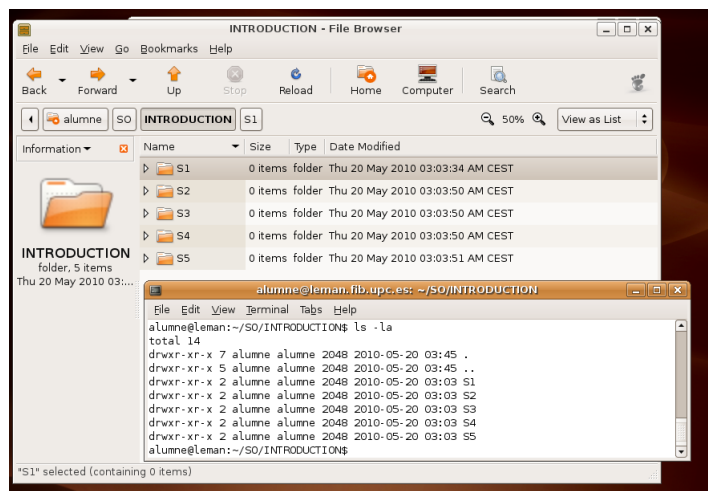 INTRODUCTION - File Browser
File Edit View Go Bookmarks Help
Back Forward Up Stop Reload Home Computer Search
alumne SO INTRODUCTION S1 50% View as List
Information Name Size Type Date Modified
S1 0 items folder Thu 20 May 2010 03:03:34 AM CEST
S2 0 items folder Thu 20 May 2010 03:03:50 AM CEST
S3 0 items folder Thu 20 May 2010 03:03:50 AM CEST
S4 0 items folder Thu 20 May 2010 03:03:50 AM CEST
S5 0 items folder Thu 20 May 2010 03:03:51 AM CEST
INTRODUCTION
folder, 5 items
Thu 20 May 2010 03:...
alumne@leman.fib.upc.es: ~/SO/INTRODUCTION
File Edit View Terminal Tabs Help
alumne@leman:~/SO/INTRODUCTION$ ls -la
total 14
drwxr-xr-x 7 alumne alumne 2048 2010-05-20 03:45 .
drwxr-xr-x 5 alumne alumne 2048 2010-05-20 03:45 ..
drwxr-xr-x 2 alumne alumne 2048 2010-05-20 03:03 S1
drwxr-xr-x 2 alumne alumne 2048 2010-05-20 03:03 S2
drwxr-xr-x 2 alumne alumne 2048 2010-05-20 03:03 S3
drwxr-xr-x 2 alumne alumne 2048 2010-05-20 03:03 S4
drwxr-xr-x 2 alumne alumne 2048 2010-05-20 03:03 S5
alumne@leman:~/SO/INTRODUCTION$
"S1" selected (containing 0 items)